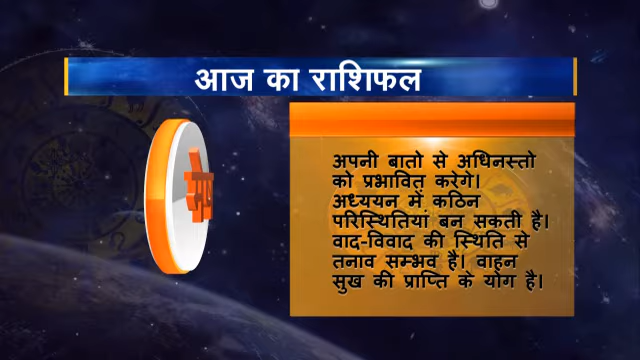 आज का राशिफल
अपनी बातो से अधिनस्तो
को प्रभावित करेगे।
अध्ययन में कठिन
परिस्थितियां बन सकती है।
वाद-विवाद की स्थिति से
तनाव सम्भव है। वाहन
सुख की प्राप्ति के योग है।